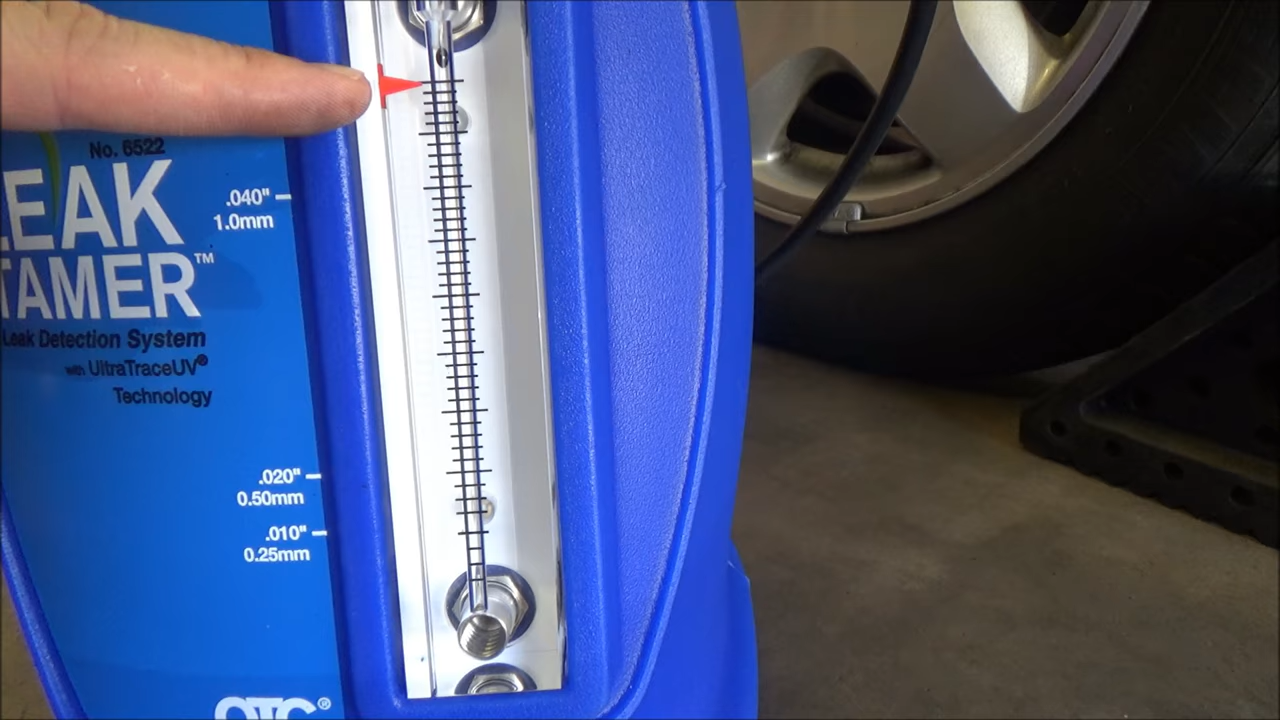 No. 6522
LEAK
TAMER™
Leak Detection System
with UltraTraceUV®
Technology
.040"
1.0mm
.020"
0.50mm
.010"
0.25mm
OTC®